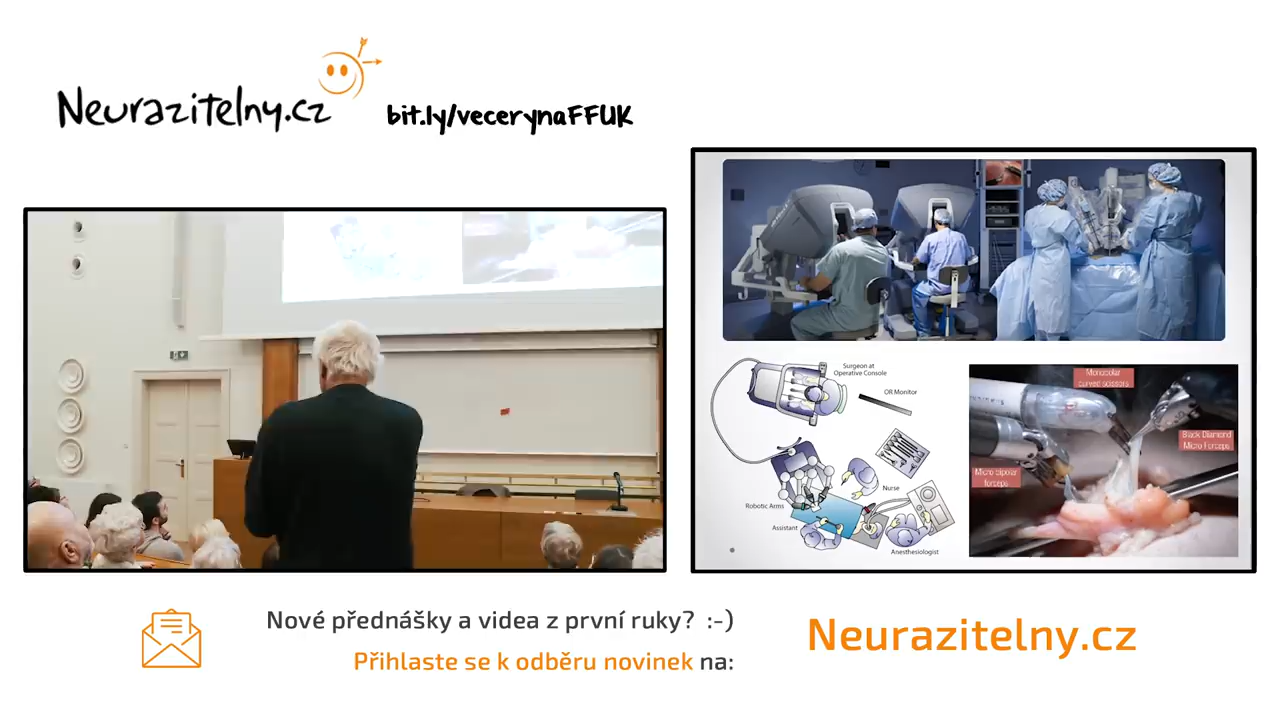 Neurazitelny.cz
bit.ly/vecerynaFFUK
Surgeon at
Operative Console
OR Monitor
Robotic Arms
Nurse
Assistant
Anesthesiologist
Monopolar
curved scissors
Black Diamond
Micro Forceps
Micro bipolar
forceps
Nové přednášky a videa z první ruky? :-)
Přihlaste se k odběru novinek na:
Neurazitelny.cz